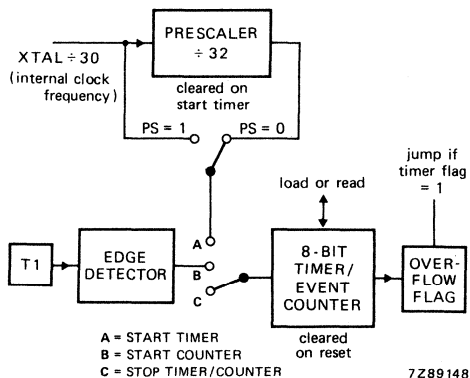 PRESCALER
÷ 32
XTAL ÷ 30
(internal clock
frequency)
cleared on
start timer
PS = 1
PS = 0
jump if
timer flag
= 1
load or read
T1
EDGE
DETECTOR
A
B
C
8-BIT
TIMER/
EVENT
COUNTER
OVER-
FLOW
FLAG
cleared
on reset
A = START TIMER
B = START COUNTER
C = STOP TIMER/COUNTER
7Z89148